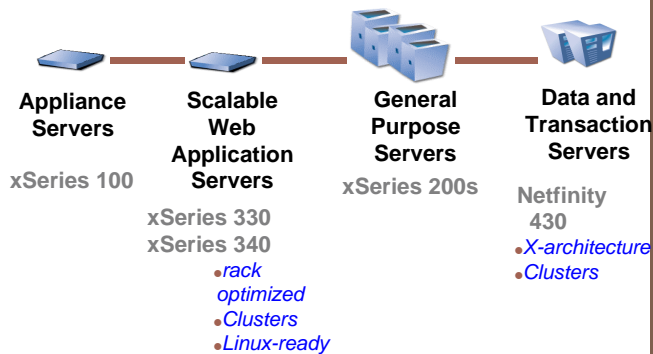 Appliance
Servers
xSeries 100
Scalable
Web
Application
Servers
xSeries 330
xSeries 340
•rack
optimized
•Clusters
•Linux-ready
General
Purpose
Servers
xSeries 200s
Data and
Transaction
Servers
Netfinity
430
•X-architecture
•Clusters